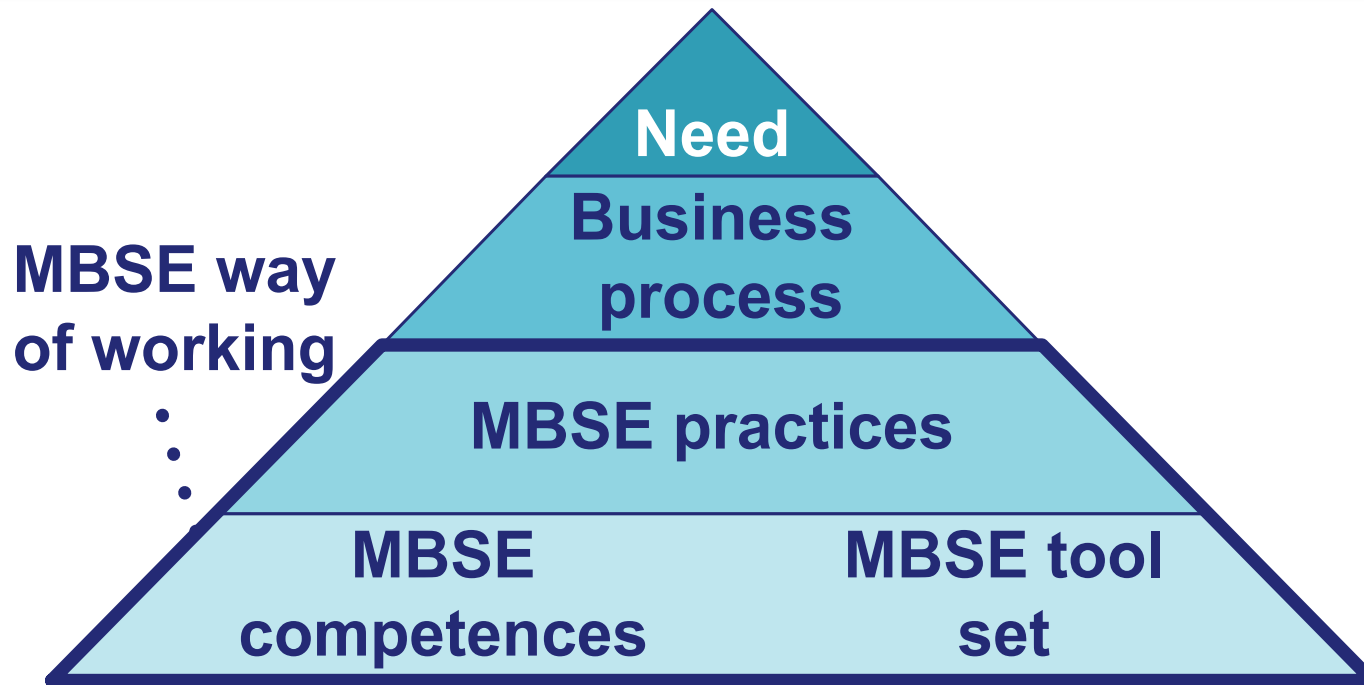 Need
Business
process
MBSE way
of working
MBSE practices
MBSE
competences
MBSE tool
set